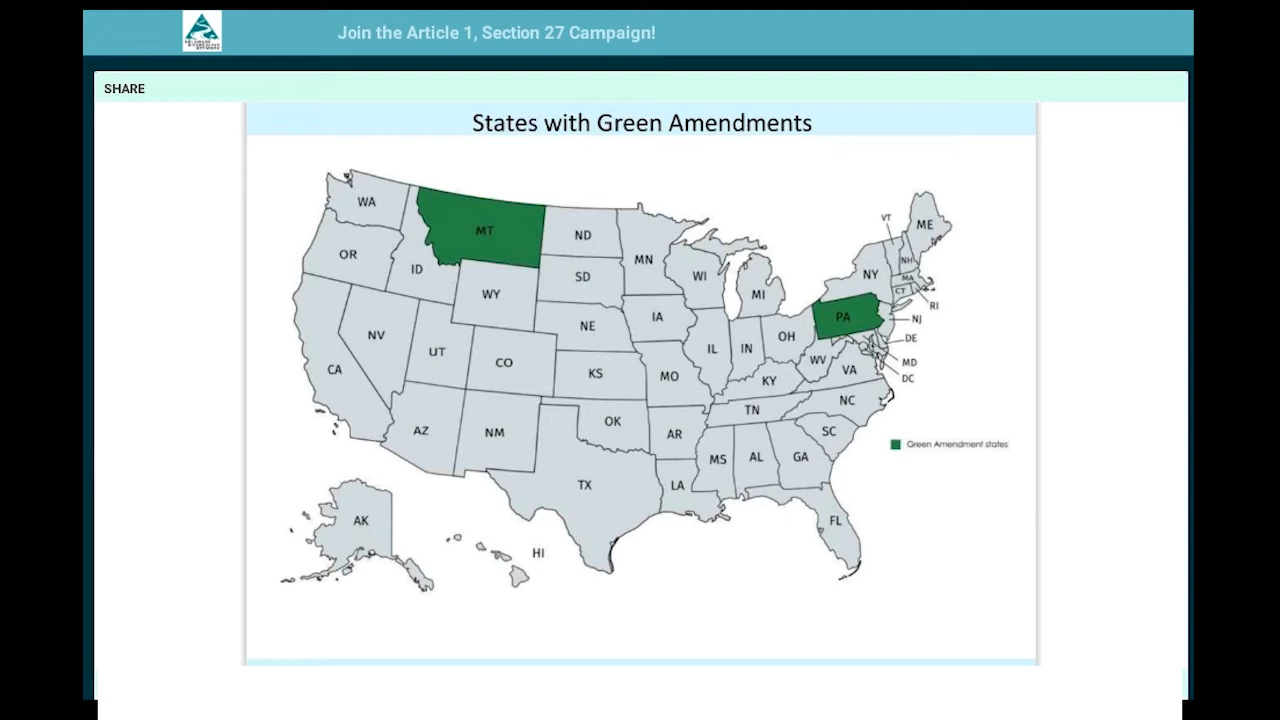 Join the Article 1, Section 27 Campaign!
SHARE
States with Green Amendments
WA
MT
ND
MN
OR
ID
SD
WI
MI
WY
NE
IA
NV
UT
CO
CA
KS
MO
IL
IN
OH
KY
WV
VA
PA
NY
VT
ME
NH
MA
CT
RI
NJ
DE
MD
DC
AZ
NM
OK
AR
TN
NC
SC
MS
AL
GA
TX
LA
FL
AK
HI
Green Amendment states